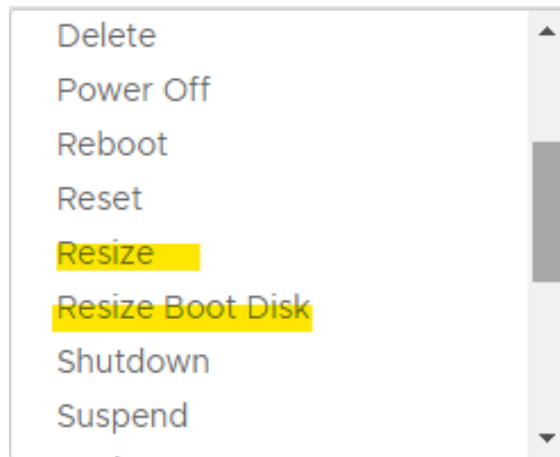 Delete
Power Off
Reboot
Reset
Resize
Resize Boot Disk
Shutdown
Suspend